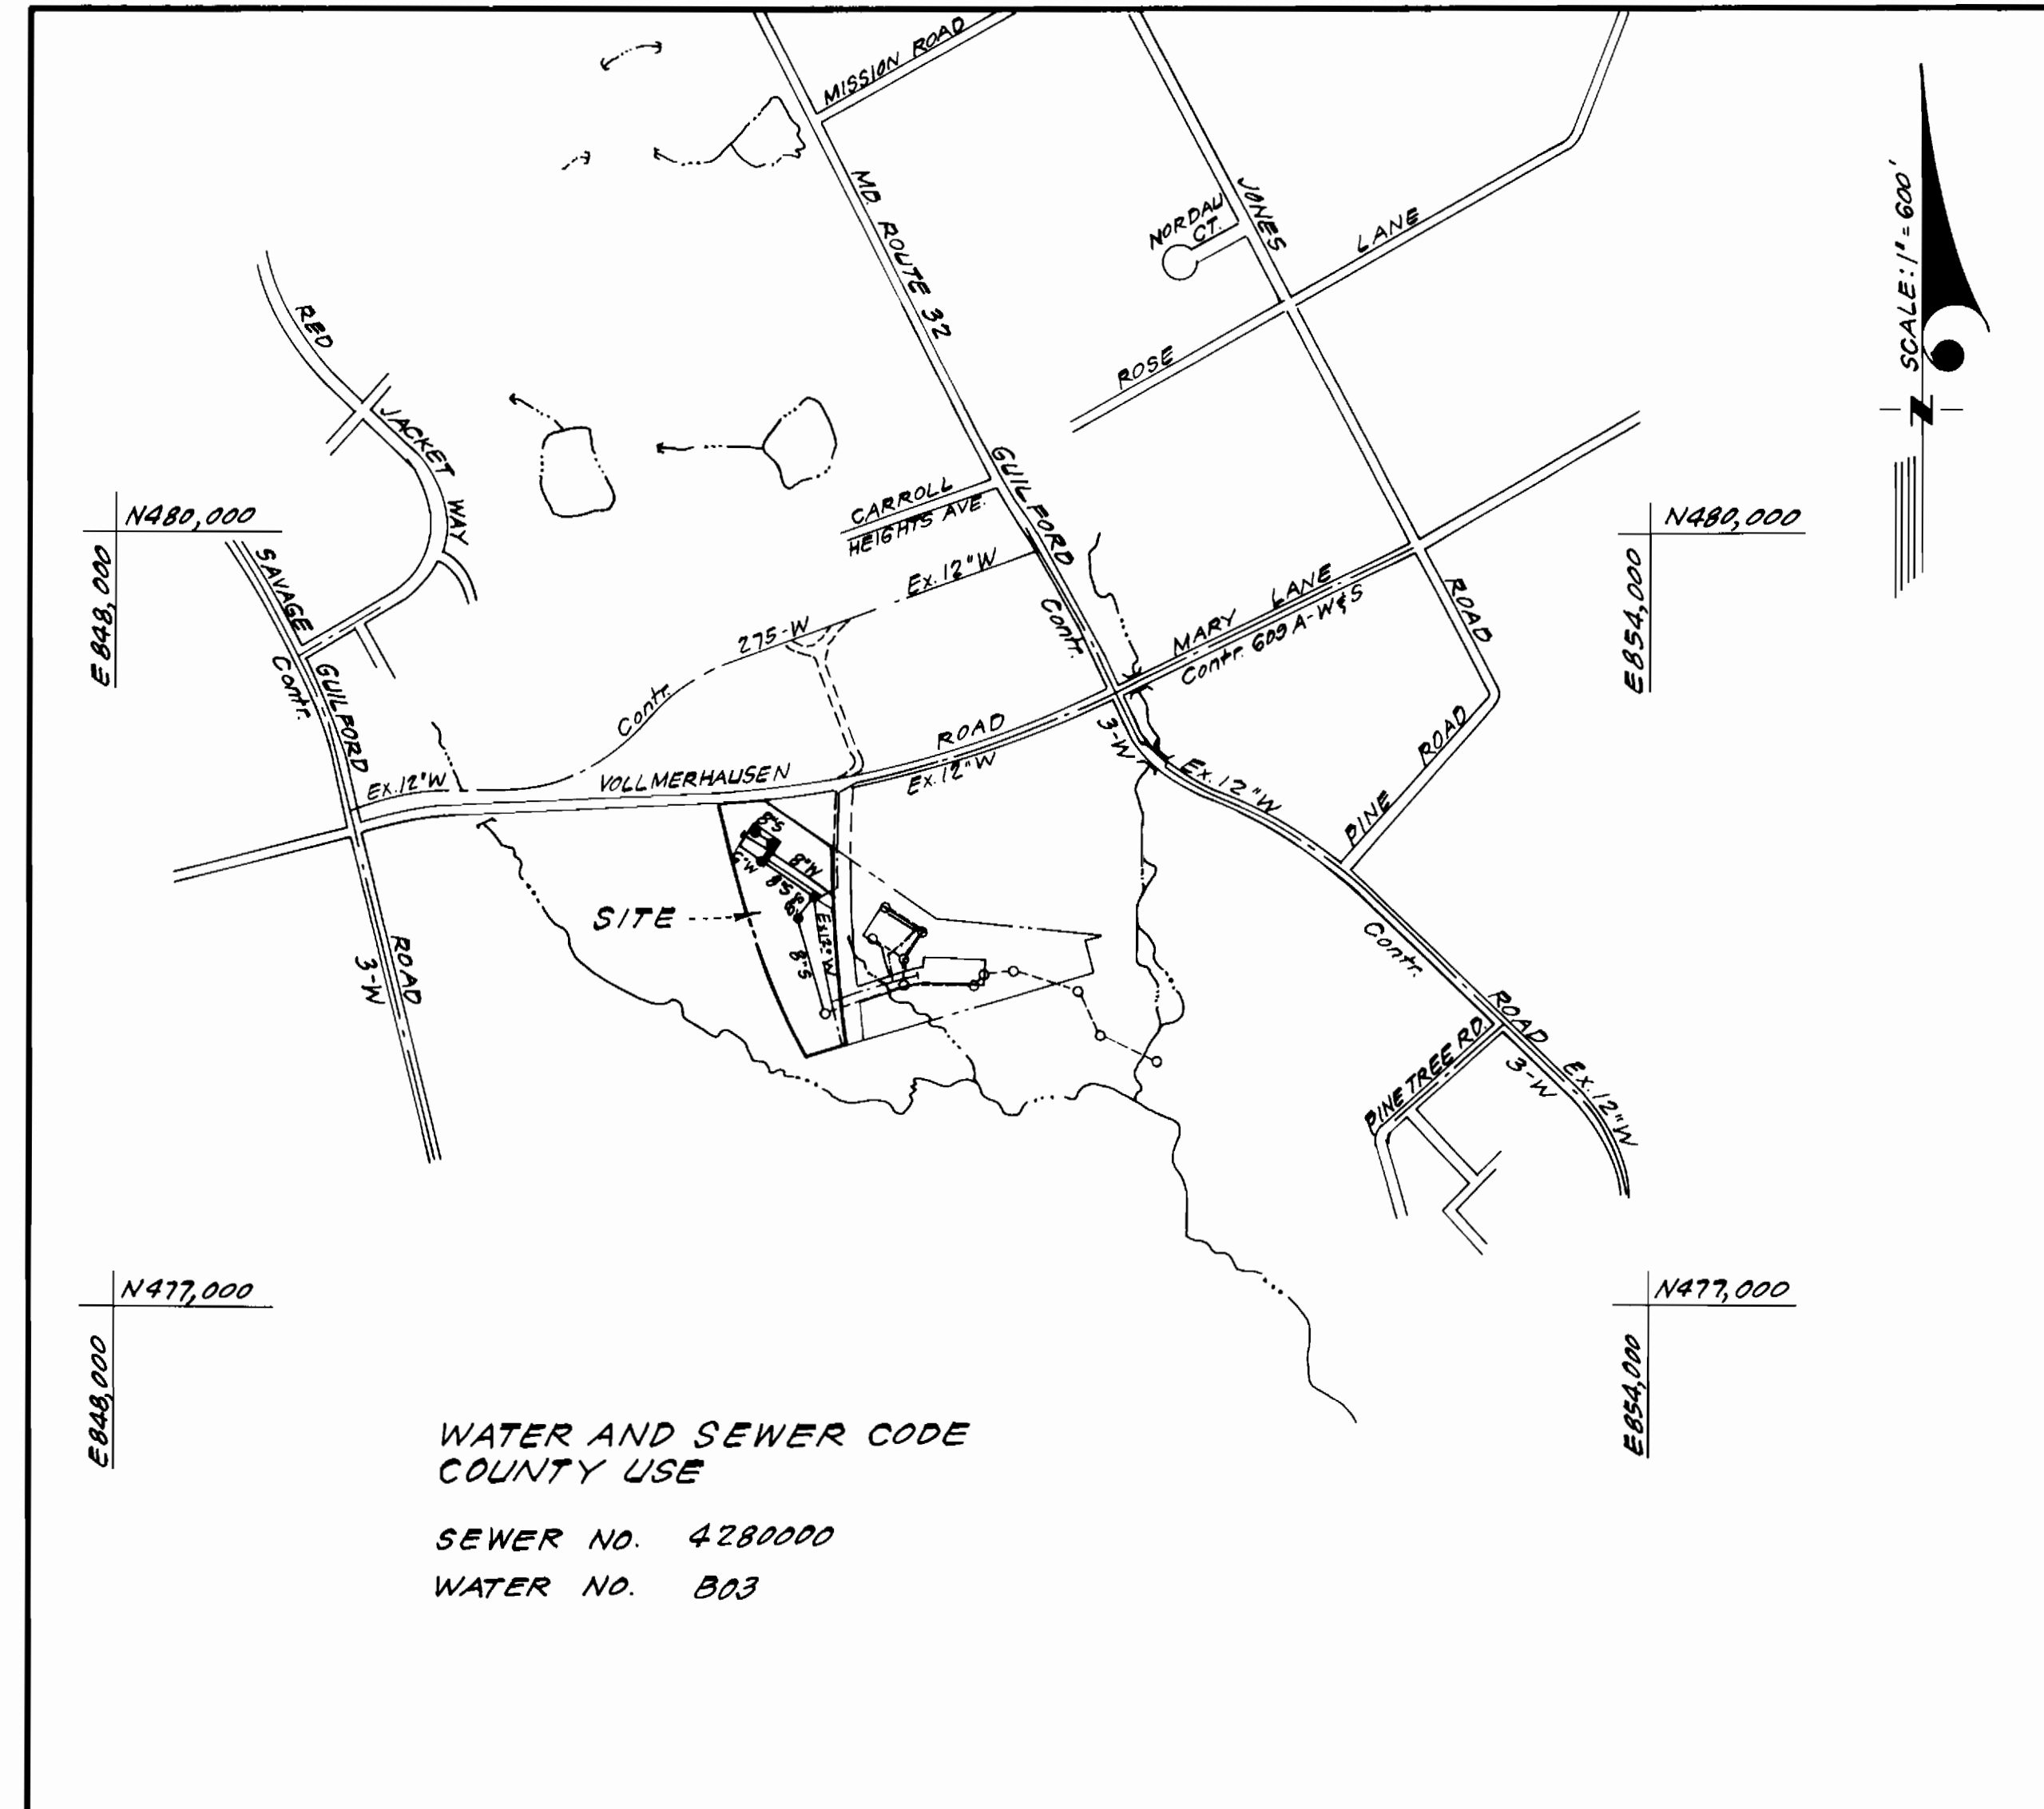 MISSION ROAD
MD. ROUTE 32
JONES
NORDAU
CT.
LANE
SCALE: 1" = 600'
N
RED
JACKET
WAY
ROSE
GUILFORD
CARROLL
HEIGHTS AVE.
N480,000
E848,000
N480,000
E854,000
SAVAGE
GUILFORD
Contr.
Ex. 12" W
275-W
Contr.
Contr.
MARY LANE
Contr. 609 A-W&S
ROAD
Ex. 12' W
VOLLMERHAUSEN
ROAD
Ex. 12" W
3-W
Ex. 12" W
PINE
ROAD
8"S
8"W
8"S
SITE
Ex 12" W
8"S
ROAD
3-W
Contr.
ROAD
PINE TREE RD.
3-W
Ex. 12" W
N477,000
E848,000
N477,000
E854,000
WATER AND SEWER CODE
COUNTY USE
SEWER NO. 4280000
WATER NO. B03